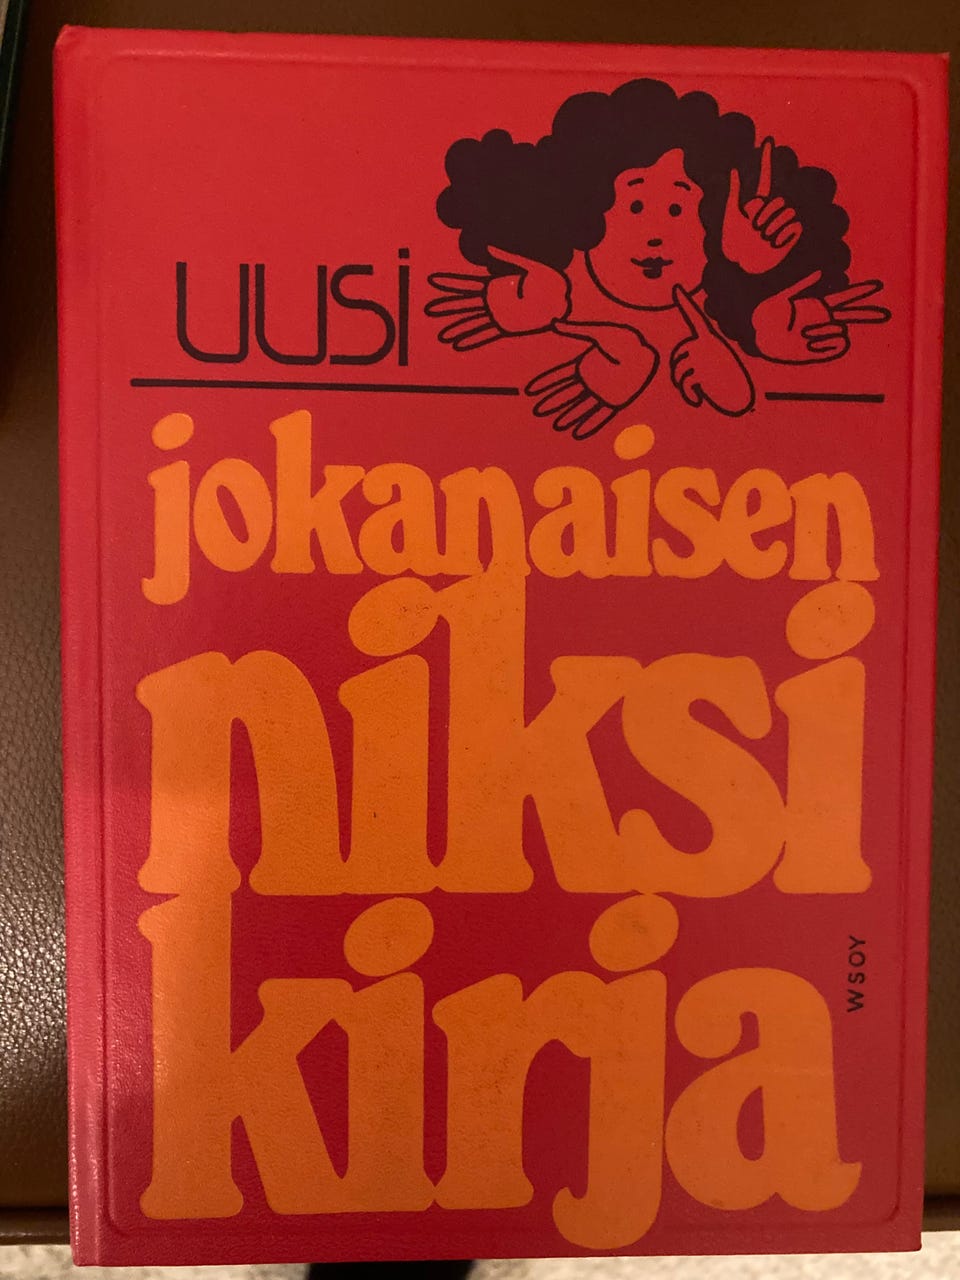 uusi
jokanaisen
niksi
kirja
WSOY